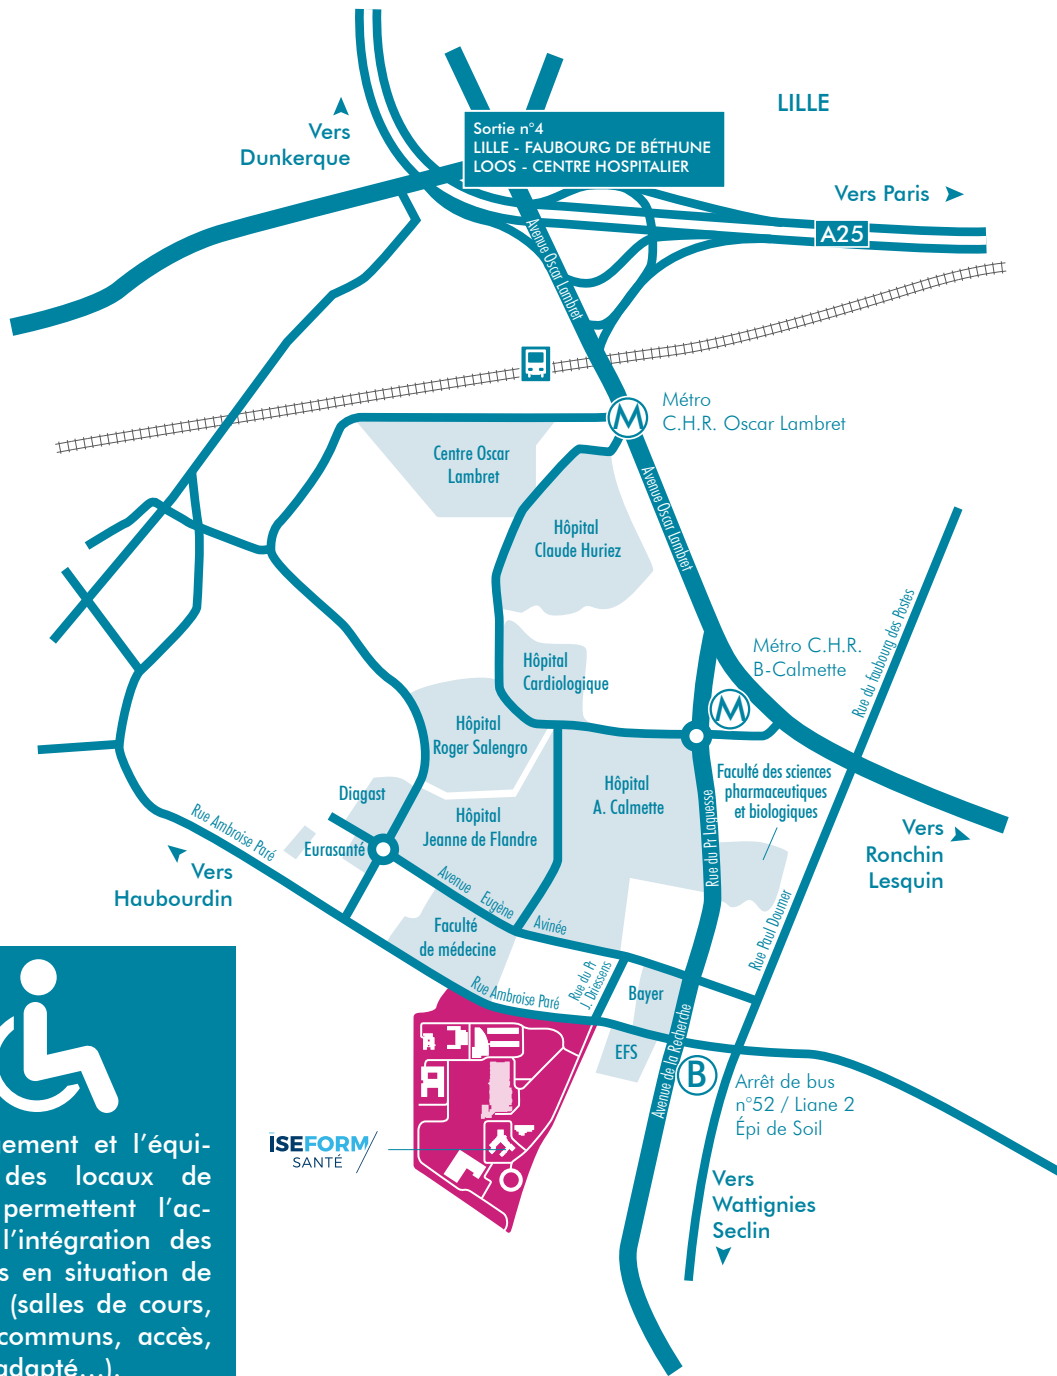 LILLE
Sortie n°4
LILLE - FAUBOURG DE BÉTHUNE
LOOS - CENTRE HOSPITALIER
Vers
Dunkerque
Vers Paris
A25
Avenue Oscar Lambret
M
Métro
C.H.R. Oscar Lambret
Centre Oscar
Lambret
Avenue Oscar Lambret
Hôpital
Claude Huriez
Rue du faubourg des Postes
Métro C.H.R.
B-Calmette
M
Hôpital
Cardiologique
Hôpital
Roger Salengro
Faculté des sciences
pharmaceutiques
et biologiques
Hôpital
A. Calmette
Diagast
Hôpital
Jeanne de Flandre
Rue du Pr Laguesse
Rue Ambroise Paré
Eurasanté
Vers
Ronchin
Lesquin
Vers
Haubourdin
Avenue Eugène Avinée
Rue Paul Doumer
Faculté
de médecine
Rue Ambroise Paré
Rue du Pr
J. Driessens
Bayer
EFS
Avenue de la Recherche
B
Arrêt de bus
n°52 / Liane 2
Épi de Soil
ISEFORM
SANTÉ
Vers
Wattignies
Seclin
ement et l'équi-
des locaux de
permettent l'ac-
l'intégration des
s en situation de
(salles de cours,
communs, accès,
adapté...).